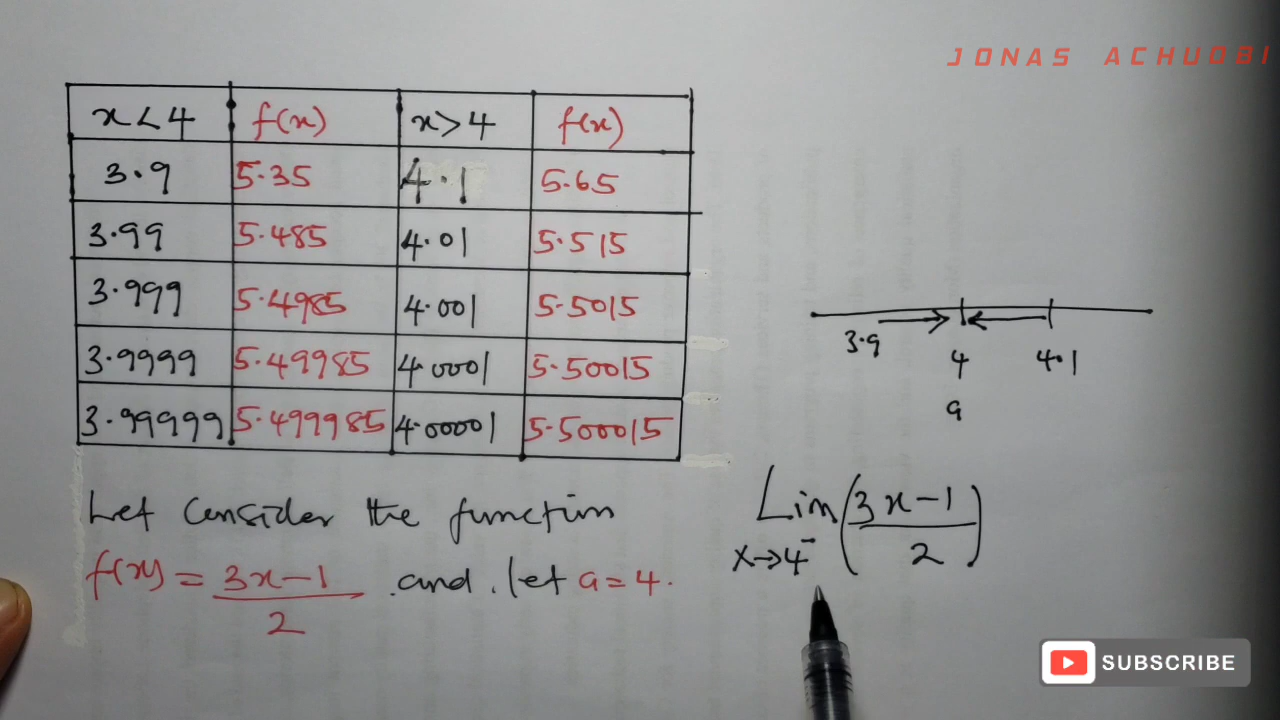 JONAS ACHUOBI
x<4 f(x) x>4 f(x)
3.9 5.35 4.1 5.65
3.99 5.485 4.01 5.515
3.999 5.4985 4.001 5.5015
3.9999 5.49985 4.0001 5.50015
3.99999 5.499985 4.00001 5.500015
3.9 4 4.1
a
Let consider the function
f(x) = (3x-1)/2 and let a=4.
Lim x→4⁻ ((3x-1)/2)
SUBSCRIBE